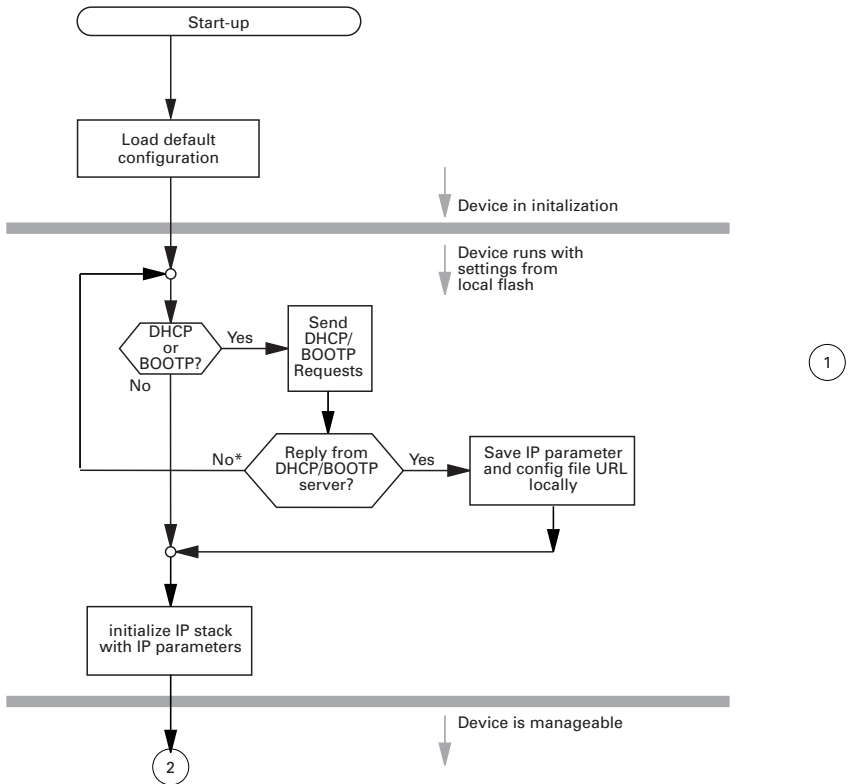 Start-up
Load default
configuration
Device in initalization
Device runs with
settings from
local flash
DHCP
or
BOOTP?
Yes
No
Send
DHCP/
BOOTP
Requests
1
No*
Reply from
DHCP/BOOTP
server?
Yes
Save IP parameter
and config file URL
locally
initialize IP stack
with IP parameters
Device is manageable
2